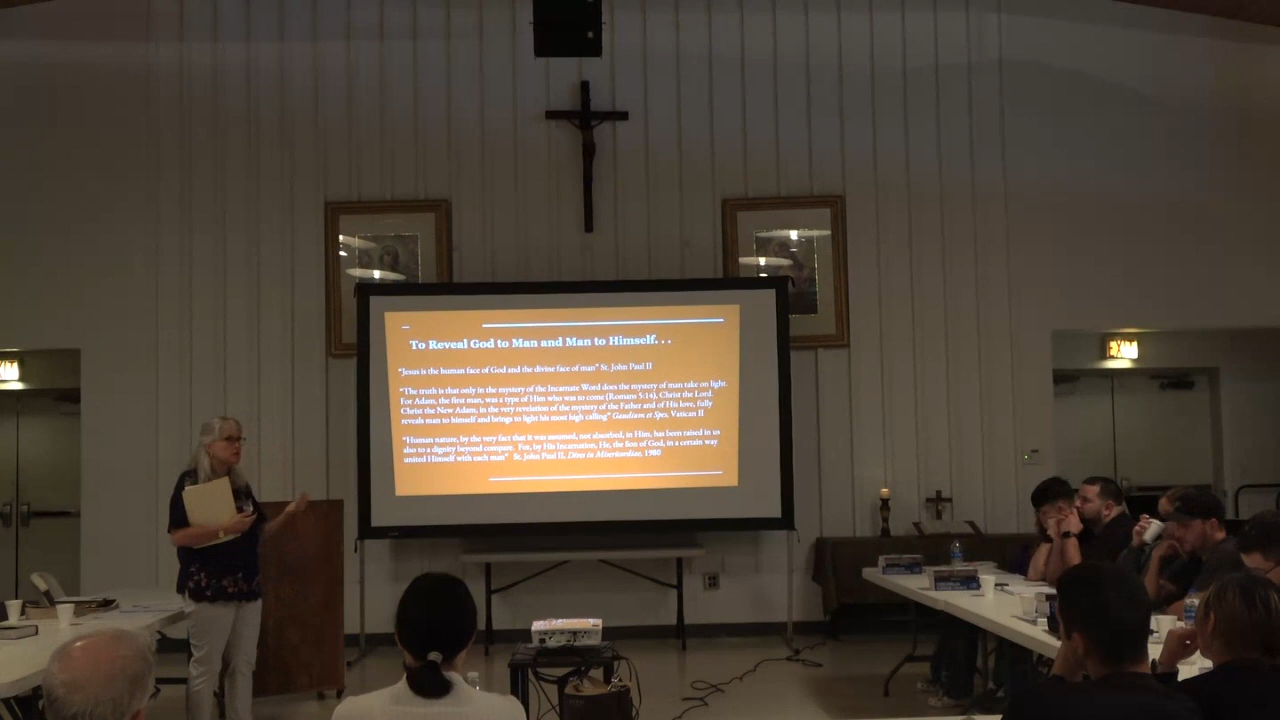 To Reveal God to Man and Man to Himself. . .
"Jesus is the human face of God and the divine face of man" St. John Paul II
"The truth is that only in the mystery of the Incarnate Word does the mystery of man take on light.
For Adam, the first man, was a type of Him who was to come (Romans 5:14), Christ the Lord.
Christ the New Adam, in the very revelation of the mystery of the Father and of His love, fully
reveals man to himself and brings to light his most high calling" Gaudium et Spes, Vatican II
"Human nature, by the very fact that it was assumed, not absorbed, in Him, has been raised in us
also to a dignity beyond compare. For, by His Incarnation, He, the Son of God, in a certain way
united Himself with each man" St. John Paul II, Dives in Misericordiae, 1980
EXIT